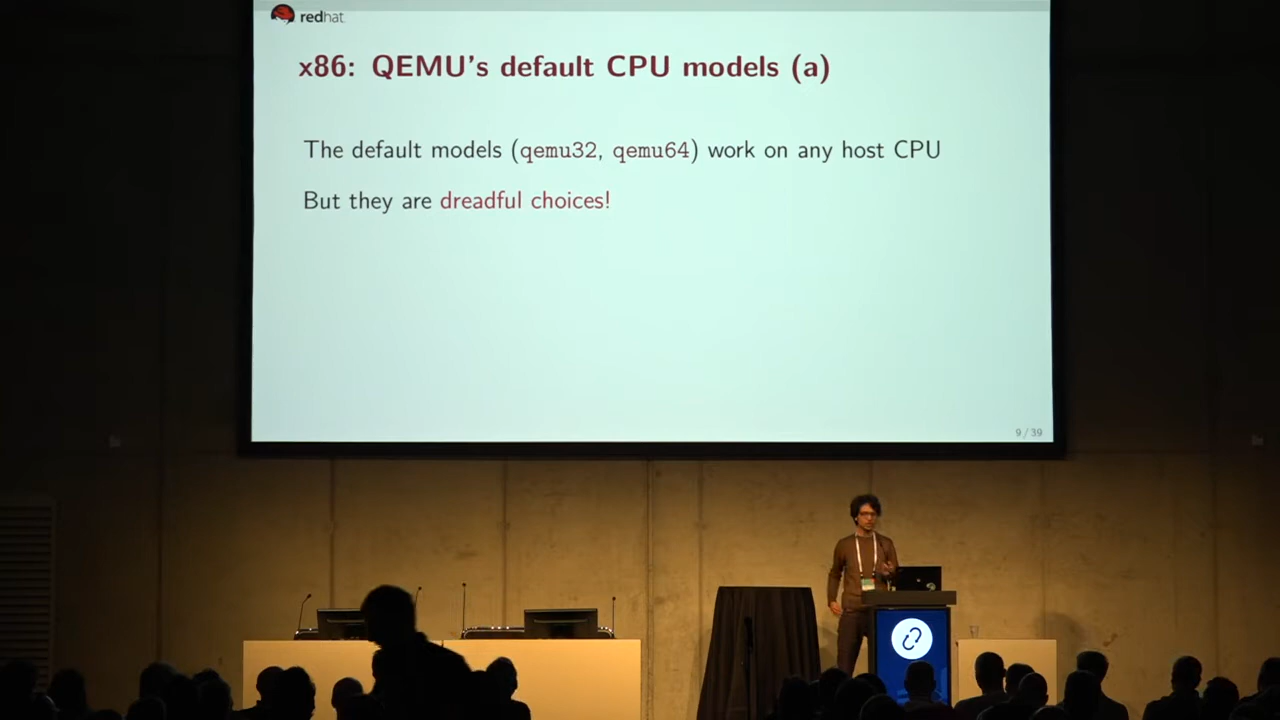 redhat.
x86: QEMU's default CPU models (a)
The default models (qemu32, qemu64) work on any host CPU
But they are dreadful choices!
9 / 39